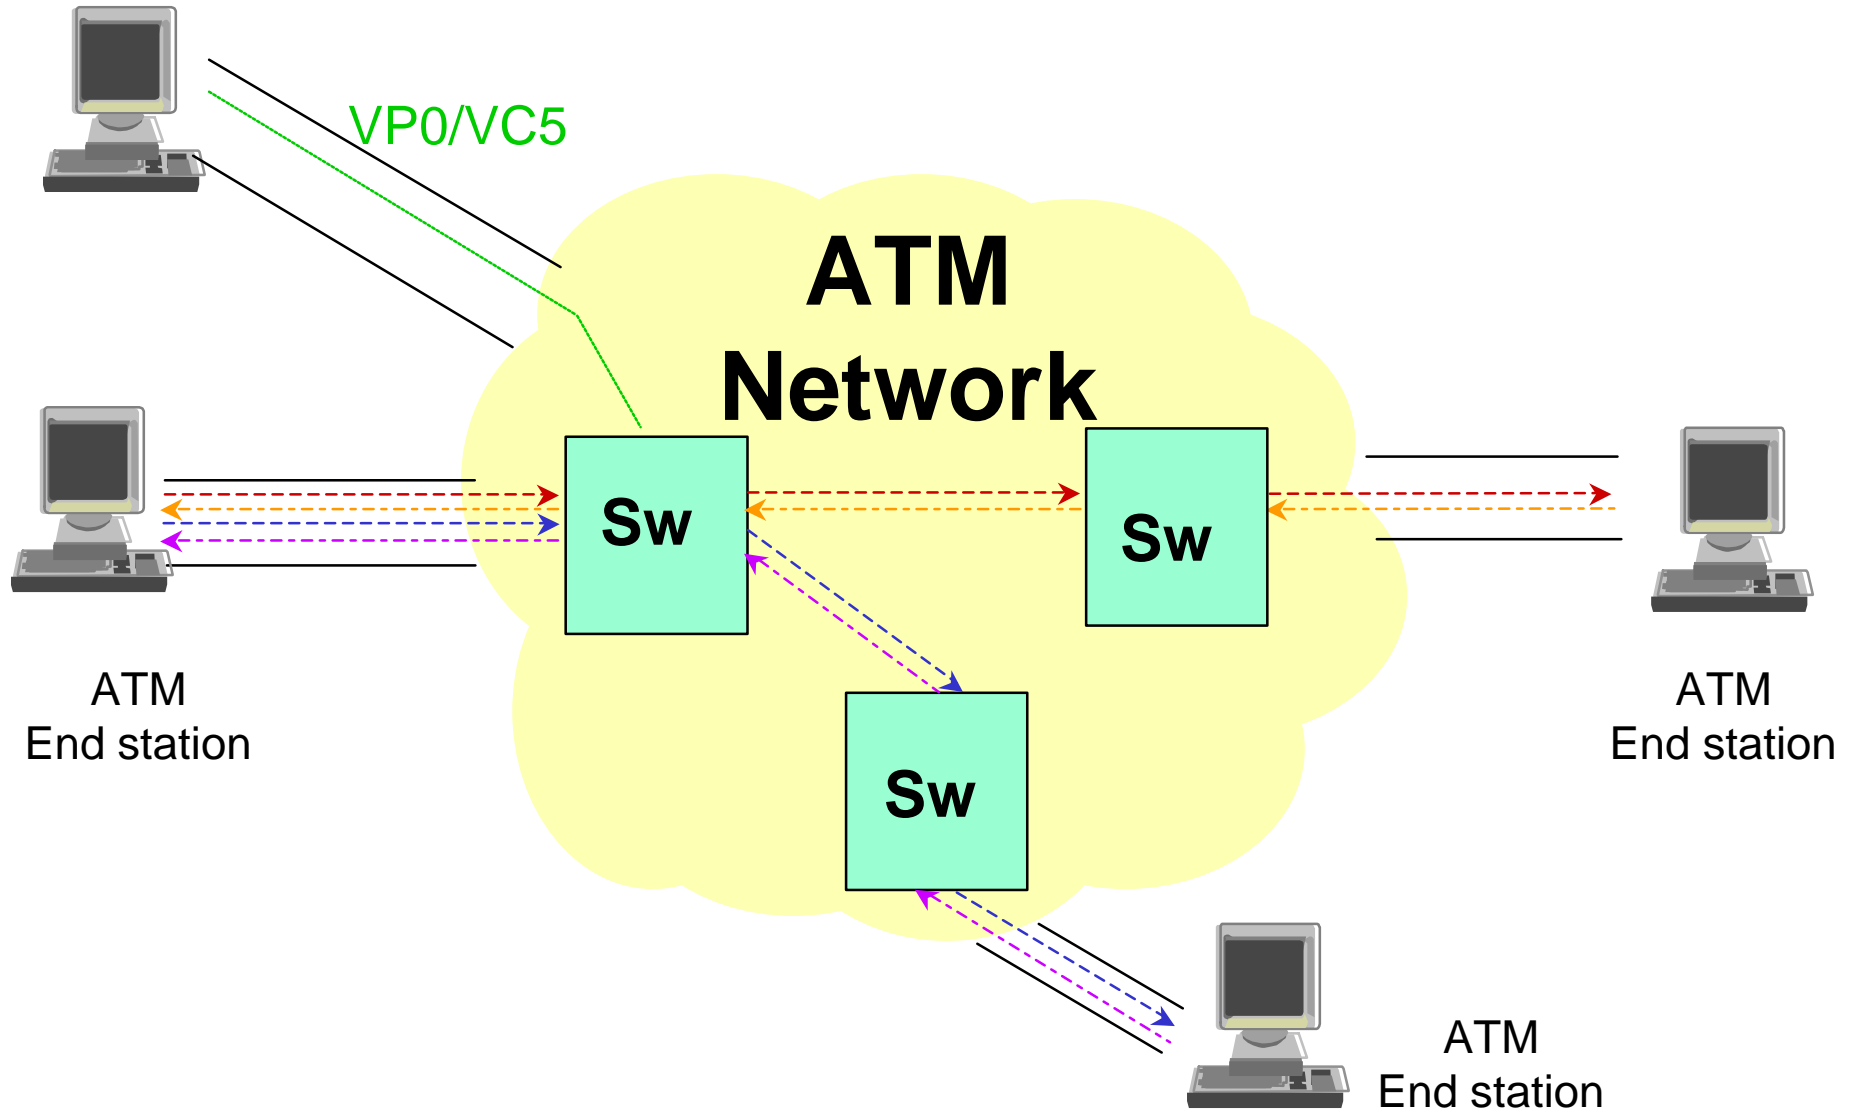 VP0/VC5
ATM
Network
Sw
Sw
Sw
ATM
End station
ATM
End station
ATM
End station